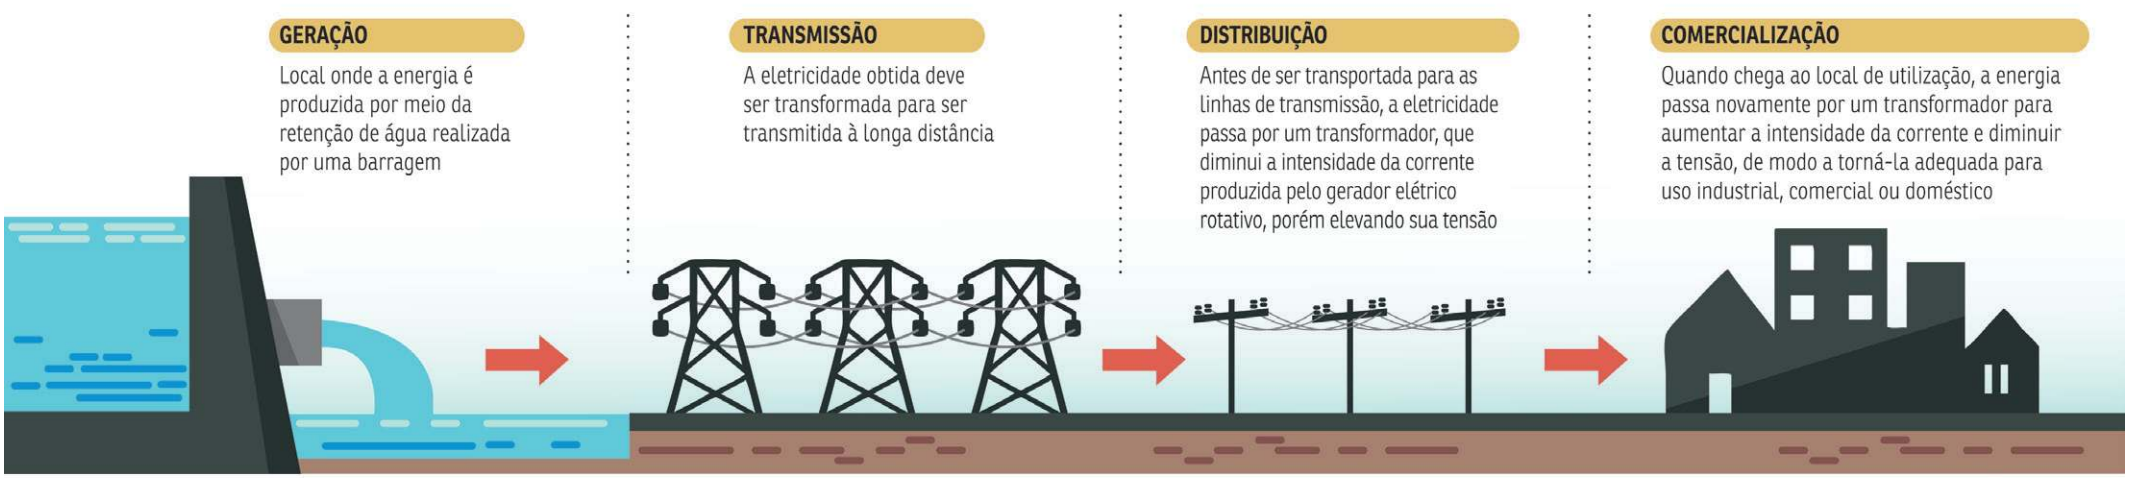 GERAÇÃO
Local onde a energia é
produzida por meio da
retenção de água realizada
por uma barragem
TRANSMISSÃO
A eletricidade obtida deve
ser transformada para ser
transmitida à longa distância
DISTRIBUIÇÃO
Antes de ser transportada para as
linhas de transmissão, a eletricidade
passa por um transformador, que
diminui a intensidade da corrente
produzida pelo gerador elétrico
rotativo, porém elevando sua tensão
COMERCIALIZAÇÃO
Quando chega ao local de utilização, a energia
passa novamente por um transformador para
aumentar a intensidade da corrente e diminuir
a tensão, de modo a torná-la adequada para
uso industrial, comercial ou doméstico